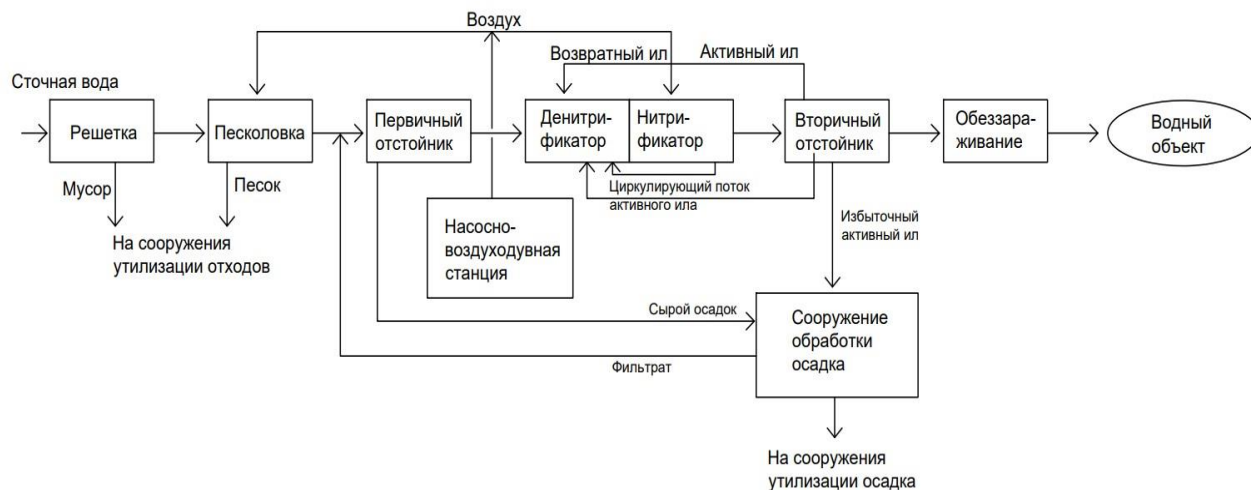 Воздух
Возвратный ил
Активный ил
Сточная вода
Решетка
Песколовка
Первичный
отстойник
Денитри-
фикатор
Нитри-
фикатор
Вторичный
отстойник
Обеззара-
живание
Водный
объект
Мусор
Песок
Циркулирующий поток
активного ила
На сооружения
утилизации отходов
Насосно-
воздуходувная
станция
Избыточный
активный ил
Сырой осадок
Сооружение
обработки
осадка
Фильтрат
На сооружения
утилизации осадка